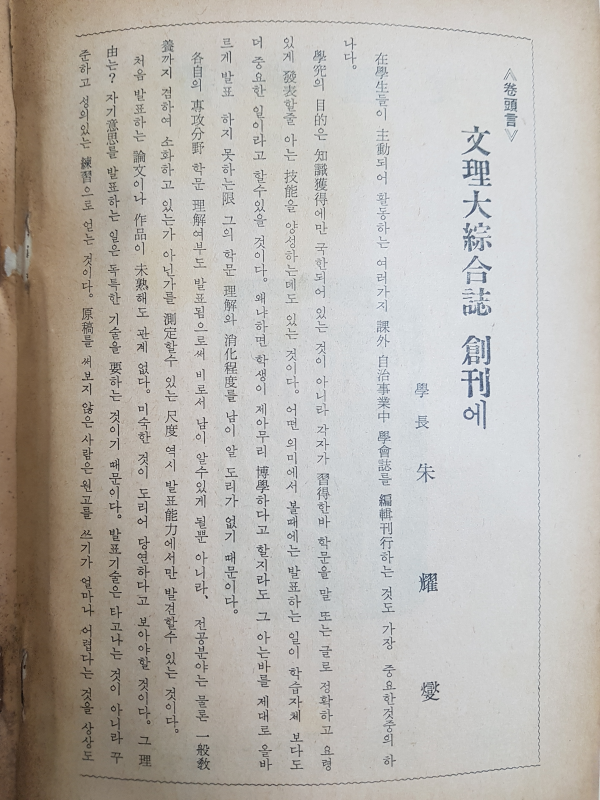 ≪卷頭言≫
文理大綜合誌 創刊에
學長 朱 耀 燮
在學生들이 主動되어 활동하는 여러가지 課外 自治事業中 學會誌를 編輯刊行하는 것도 가장 중요한것중의 하
나다.
學究의 目的은 知識獲得에만 국한되어 있는 것이 아니라 각자가 習得한바 학문을 말 또는 글로 정확하고 요령
있게 發表할줄 아는 技能을 양성하는데도 있는 것이다. 어떤 의미에서 볼때에는 발표하는 일이 학습자체 보다도
더 중요한 일이라고 할수있을 것이다. 왜냐하면 학생이 제아무리 博學하다고 할지라도 그 아는바를 제대로 올바
르게 발표 하지 못하는限 그의 학문 理解와 消化程度를 남이 알 도리가 없기 때문이다.
各自의 專攻分野 학문 理解여부도 발표됨으로써 비로서 남이 알수있게 될뿐 아니라, 전공분야는 물론 一般敎
養까지 겸하여 소화하고 있는가 아닌가를 測定할수 있는 尺度 역시 발표能力에서만 발견할수 있는 것이다.
처음 발표하는 論文이나 作品이 未熟해도 관계 없다. 미숙한 것이 도리어 당연하다고 보아야할 것이다. 그 理
由는? 자기意思를 발표하는 일은 독특한 기술을 要하는 것이기 때문이다. 발표기술은 타고나는 것이 아니라 꾸
준하고 성의있는 練習으로 얻는 것이다. 原稿를 써보지 않은 사람은 원고를 쓰기가 얼마나 어렵다는 것을 상상도